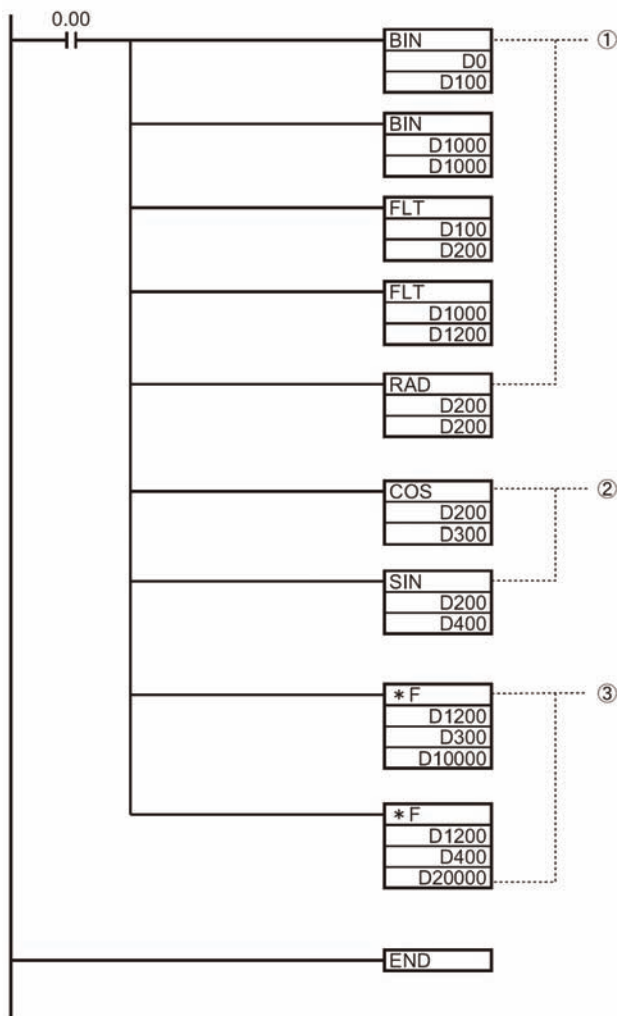 0.00
BIN ①
D0
D100
BIN
D1000
D1000
FLT
D100
D200
FLT
D1000
D1200
RAD
D200
D200
COS ②
D200
D300
SIN
D200
D400
*F ③
D1200
D300
D10000
*F
D1200
D400
D20000
END